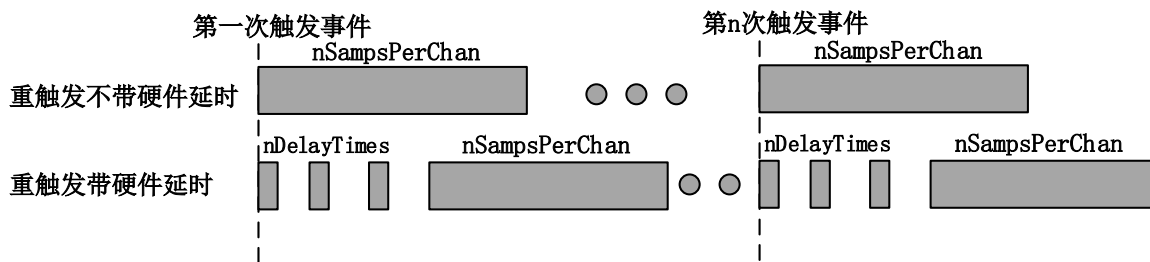 第一次触发事件
第n次触发事件
nSampsPerChan
nSampsPerChan
重触发不带硬件延时
nDelayTimes
nSampsPerChan
nDelayTimes
nSampsPerChan
重触发带硬件延时